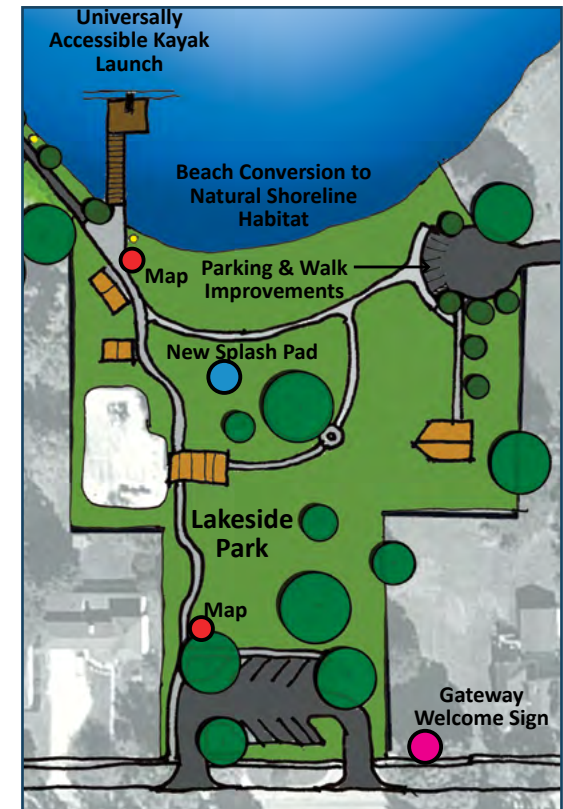 Universally
Accessible Kayak
Launch
Beach Conversion to
Natural Shoreline
Habitat
Map
Parking & Walk
Improvements
New Splash Pad
Lakeside
Park
Map
Gateway
Welcome Sign